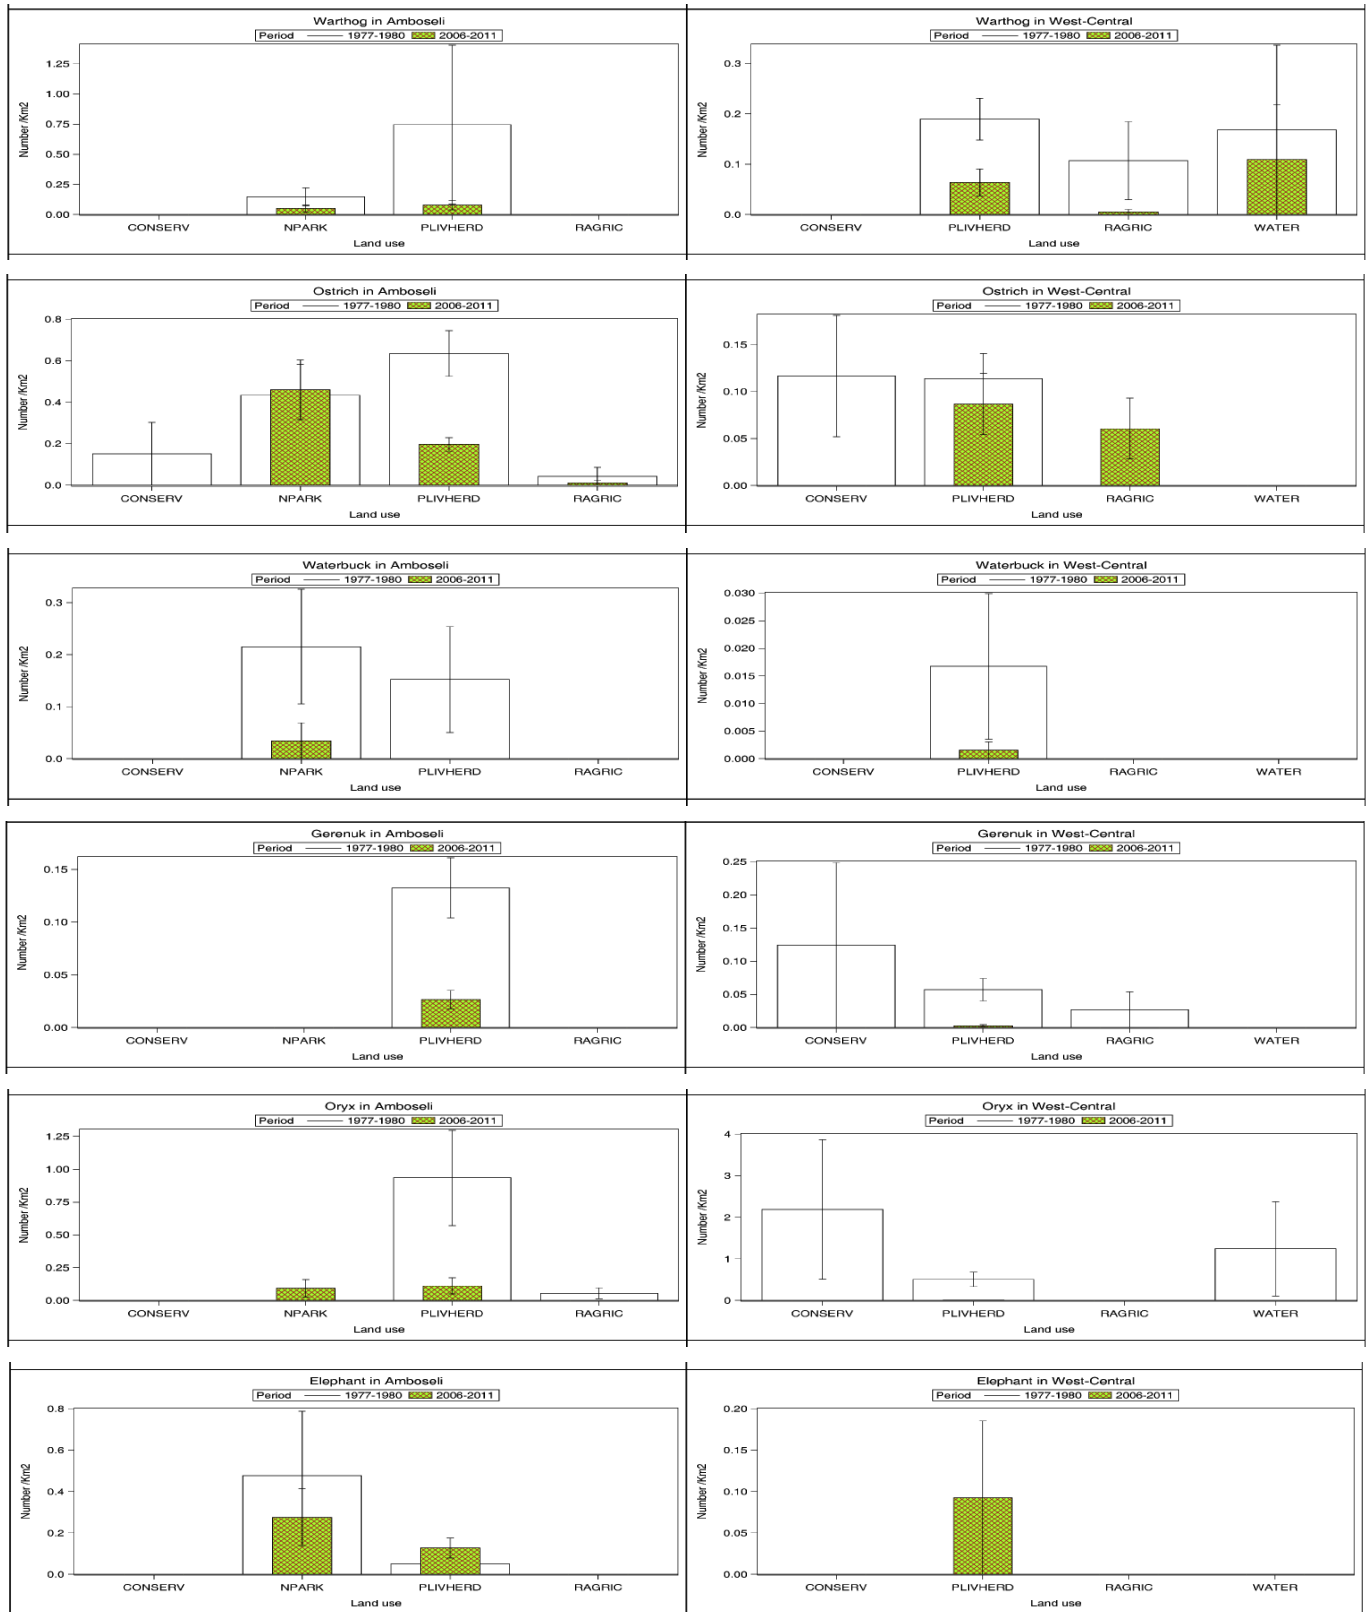 Warthog in Amboseli
Period 1977-1980 2006-2011
Number /Km2
1.25
0.75
0.50
0.25
0.00
CONSERV NPARK PLIVHERD RAGRIC
Land use
Warthog in West-Central
Period 1977-1980 2006-2011
Number /Km2
0.3
0.2
0.1
0.0
CONSERV PLIVHERD RAGRIC WATER
Land use
Ostrich in Amboseli
Period 1977-1980 2006-2011
Number /Km2
0.8
0.6
0.4
0.2
0.0
CONSERV NPARK PLIVHERD RAGRIC
Land use
Ostrich in West-Central
Period 1977-1980 2006-2011
Number /Km2
0.15
0.10
0.05
0.00
CONSERV PLIVHERD RAGRIC WATER
Land use
Waterbuck in Amboseli
Period 1977-1980 2006-2011
Number /Km2
0.3
0.2
0.1
0.0
CONSERV NPARK PLIVHERD RAGRIC
Land use
Waterbuck in West-Central
Period 1977-1980 2006-2011
Number /Km2
0.030
0.025
0.020
0.015
0.010
0.005
0.000
CONSERV PLIVHERD RAGRIC WATER
Land use
Gerenuk in Amboseli
Period 1977-1980 2006-2011
Number /Km2
0.15
0.10
0.05
0.00
CONSERV NPARK PLIVHERD RAGRIC
Land use
Gerenuk in West-Central
Period 1977-1980 2006-2011
Number /Km2
0.25
0.20
0.15
0.10
0.05
0.00
CONSERV PLIVHERD RAGRIC WATER
Land use
Oryx in Amboseli
Period 1977-1980 2006-2011
Number /Km2
1.25
1.00
0.75
0.50
0.25
0.00
CONSERV NPARK PLIVHERD RAGRIC
Land use
Oryx in West-Central
Period 1977-1980 2006-2011
Number /Km2
4
3
2
1
0
CONSERV PLIVHERD RAGRIC WATER
Land use
Elephant in Amboseli
Period 1977-1980 2006-2011
Number /Km2
0.8
0.6
0.4
0.2
0.0
CONSERV NPARK PLIVHERD RAGRIC
Land use
Elephant in West-Central
Period 1977-1980 2006-2011
Number /Km2
0.20
0.15
0.10
0.05
0.00
CONSERV PLIVHERD RAGRIC WATER